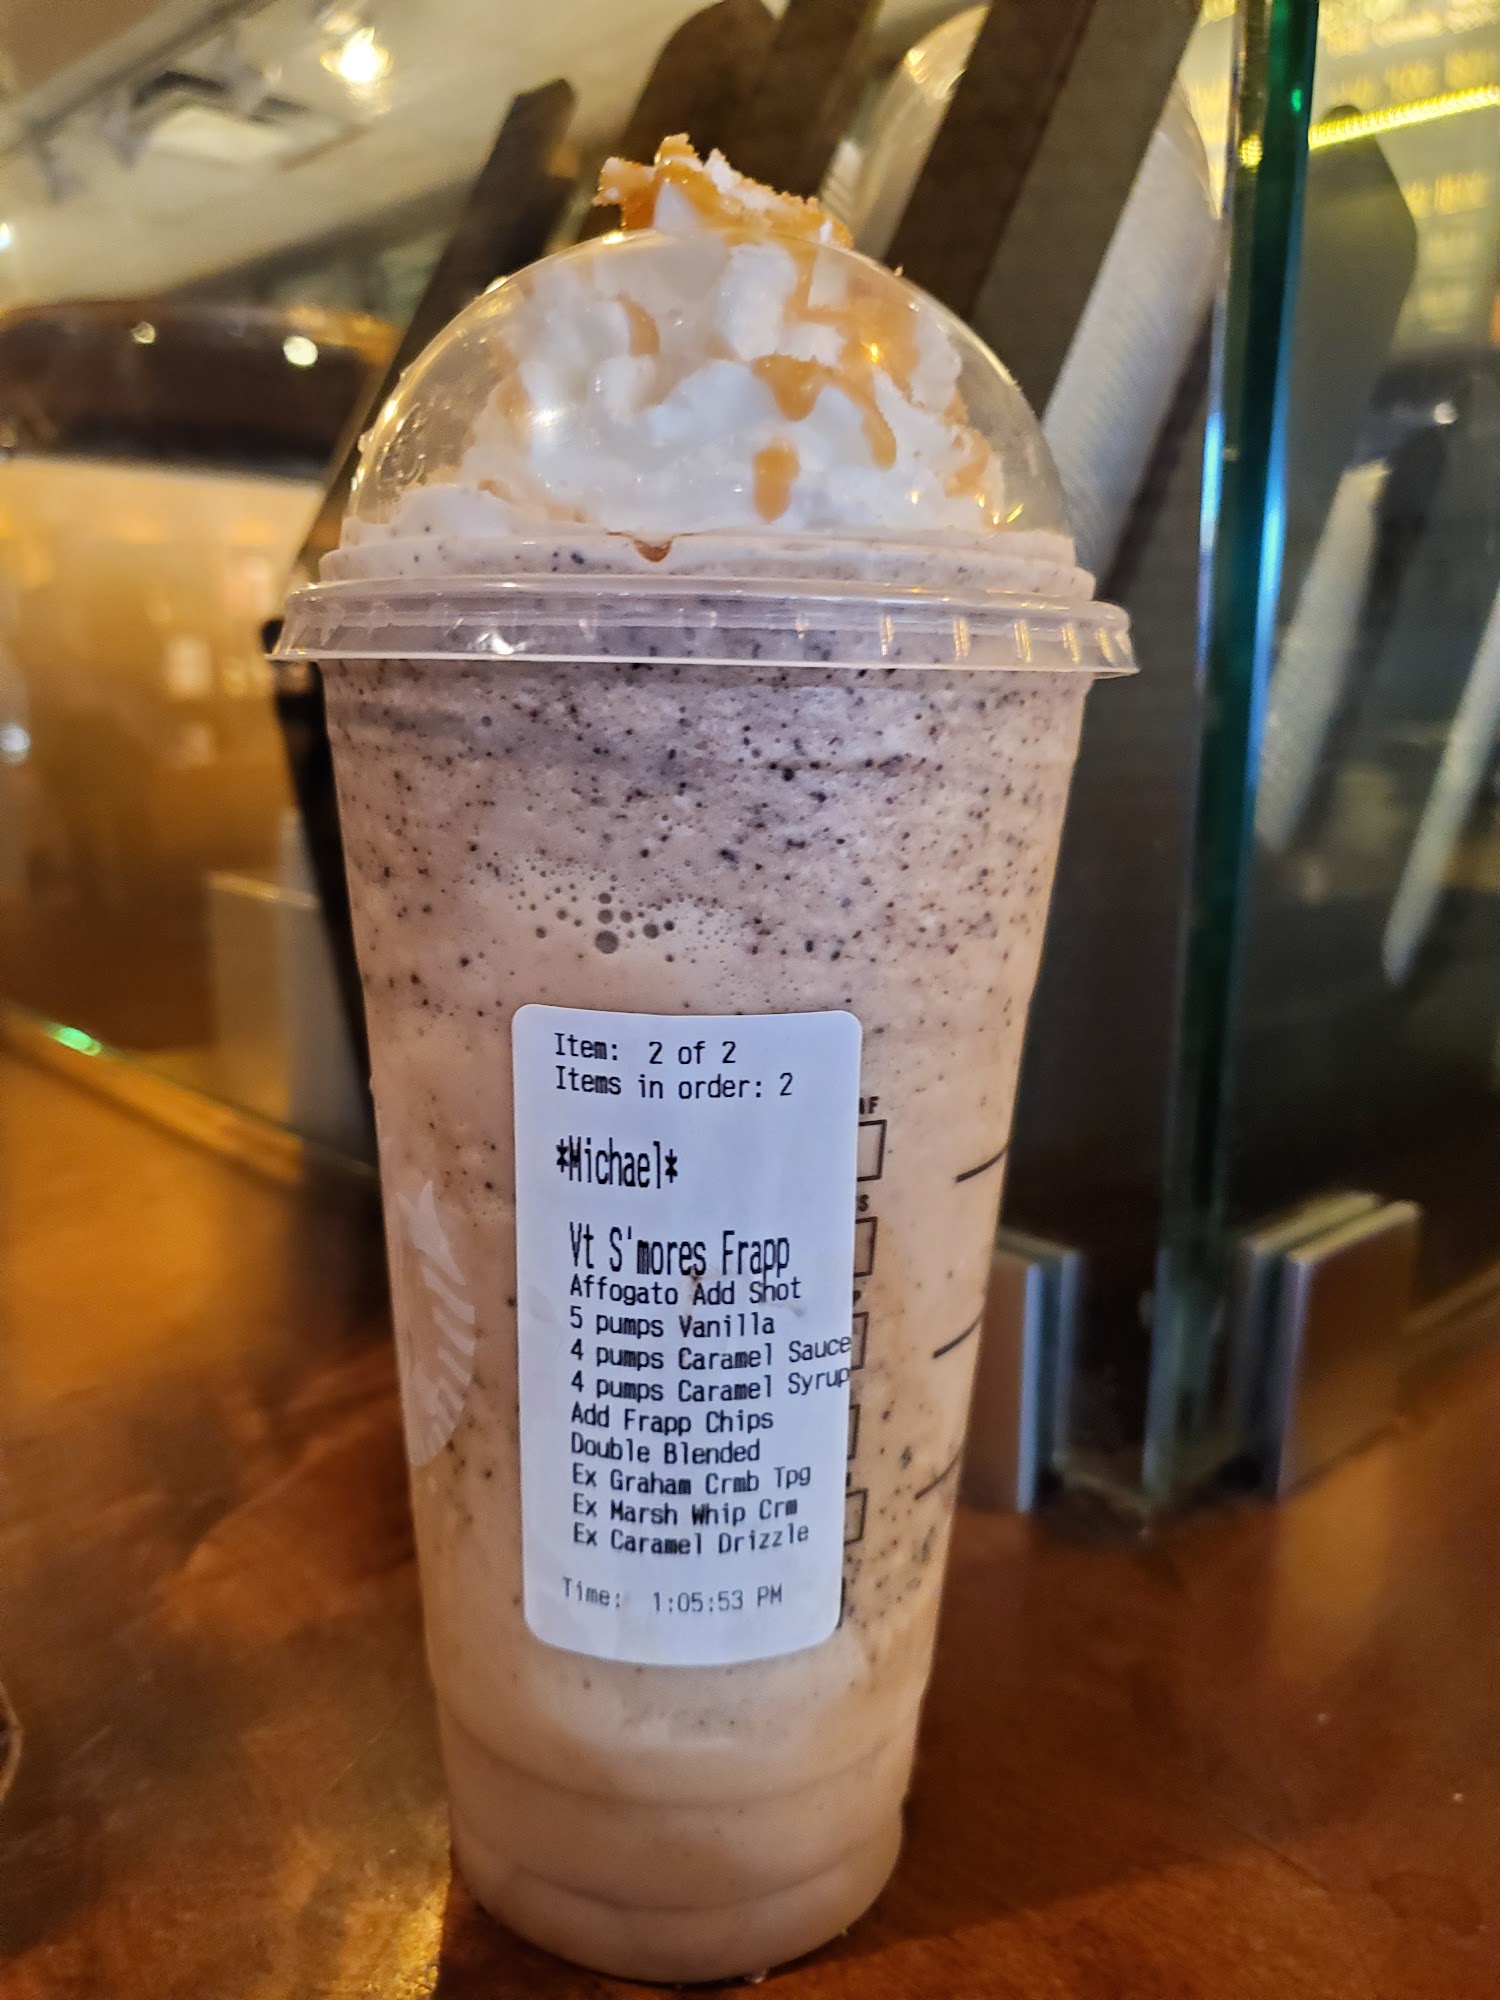 Item: 2 of 2
Items in order: 2
*Michael*
Vt S'mores Frapp
Affogato Add Shot
5 pumps Vanilla
4 pumps Caramel Sauce
4 pumps Caramel Syrup
Add Frapp Chips
Double Blended
Ex Graham Crmb Tpg
Ex Marsh Whip Crm
Ex Caramel Drizzle
Time: 1:05:53 PM